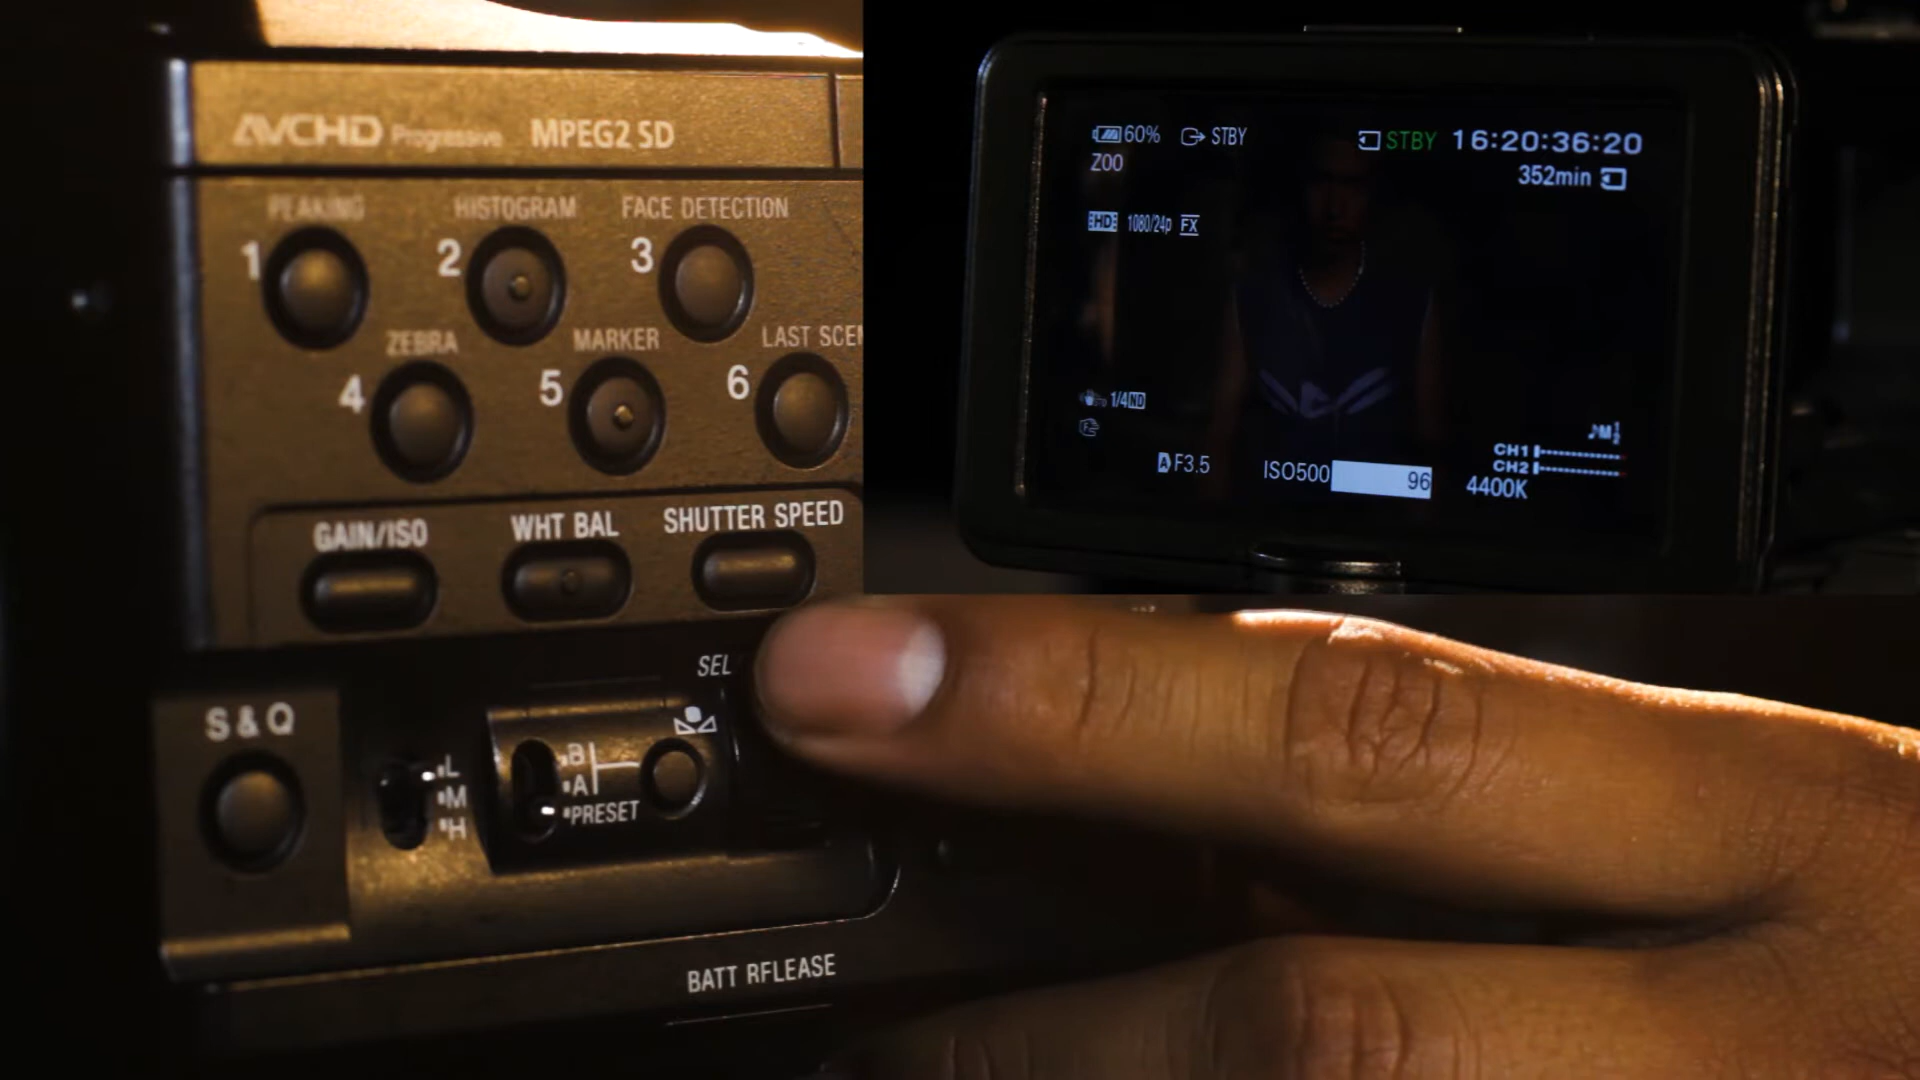 AVCHD Progressive MPEG2 SD
PEAKING HISTOGRAM FACE DETECTION
1 2 3
ZEBRA MARKER LAST SCEN
4 5 6
GAIN/ISO WHT BAL SHUTTER SPEED
SEL
S & Q
L
M
H
B
A
PRESET
BATT RELEASE
60% STBY STBY 16:20:36:20
Z00 352min
HD 1080/24p FX
1/4ND
CH1
CH2
F3.5 ISO500 96 4400K